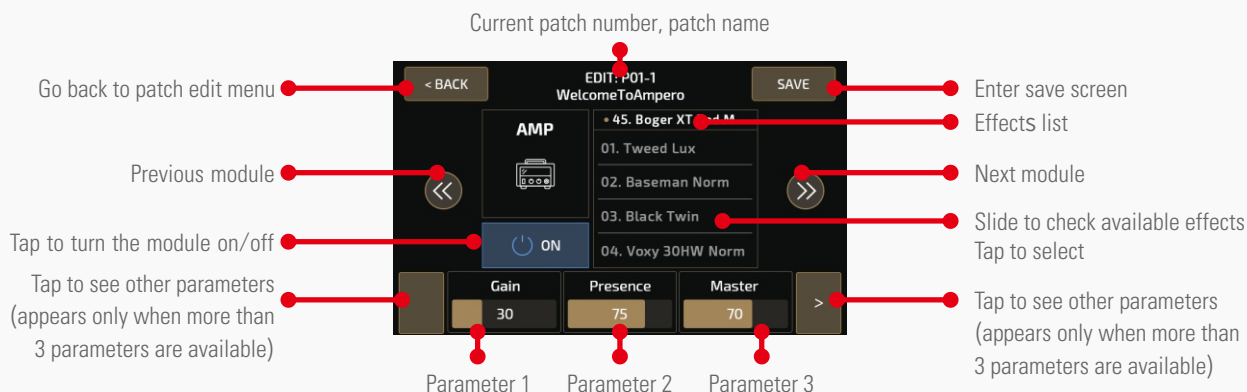 Current patch number, patch name
Go back to patch edit menu
Previous module
Tap to turn the module on/off
Tap to see other parameters
(appears only when more than
3 parameters are available)
< BACK
EDIT: P01-1
WelcomeToAmpero
SAVE
AMP
ON
• 45. Boger XT Red M
01. Tweed Lux
02. Baseman Norm
03. Black Twin
04. Voxy 30HW Norm
Gain
30
Presence
75
Master
70
>
Enter save screen
Effects list
Next module
Slide to check available effects
Tap to select
Tap to see other parameters
(appears only when more than
3 parameters are available)
Parameter 1
Parameter 2
Parameter 3